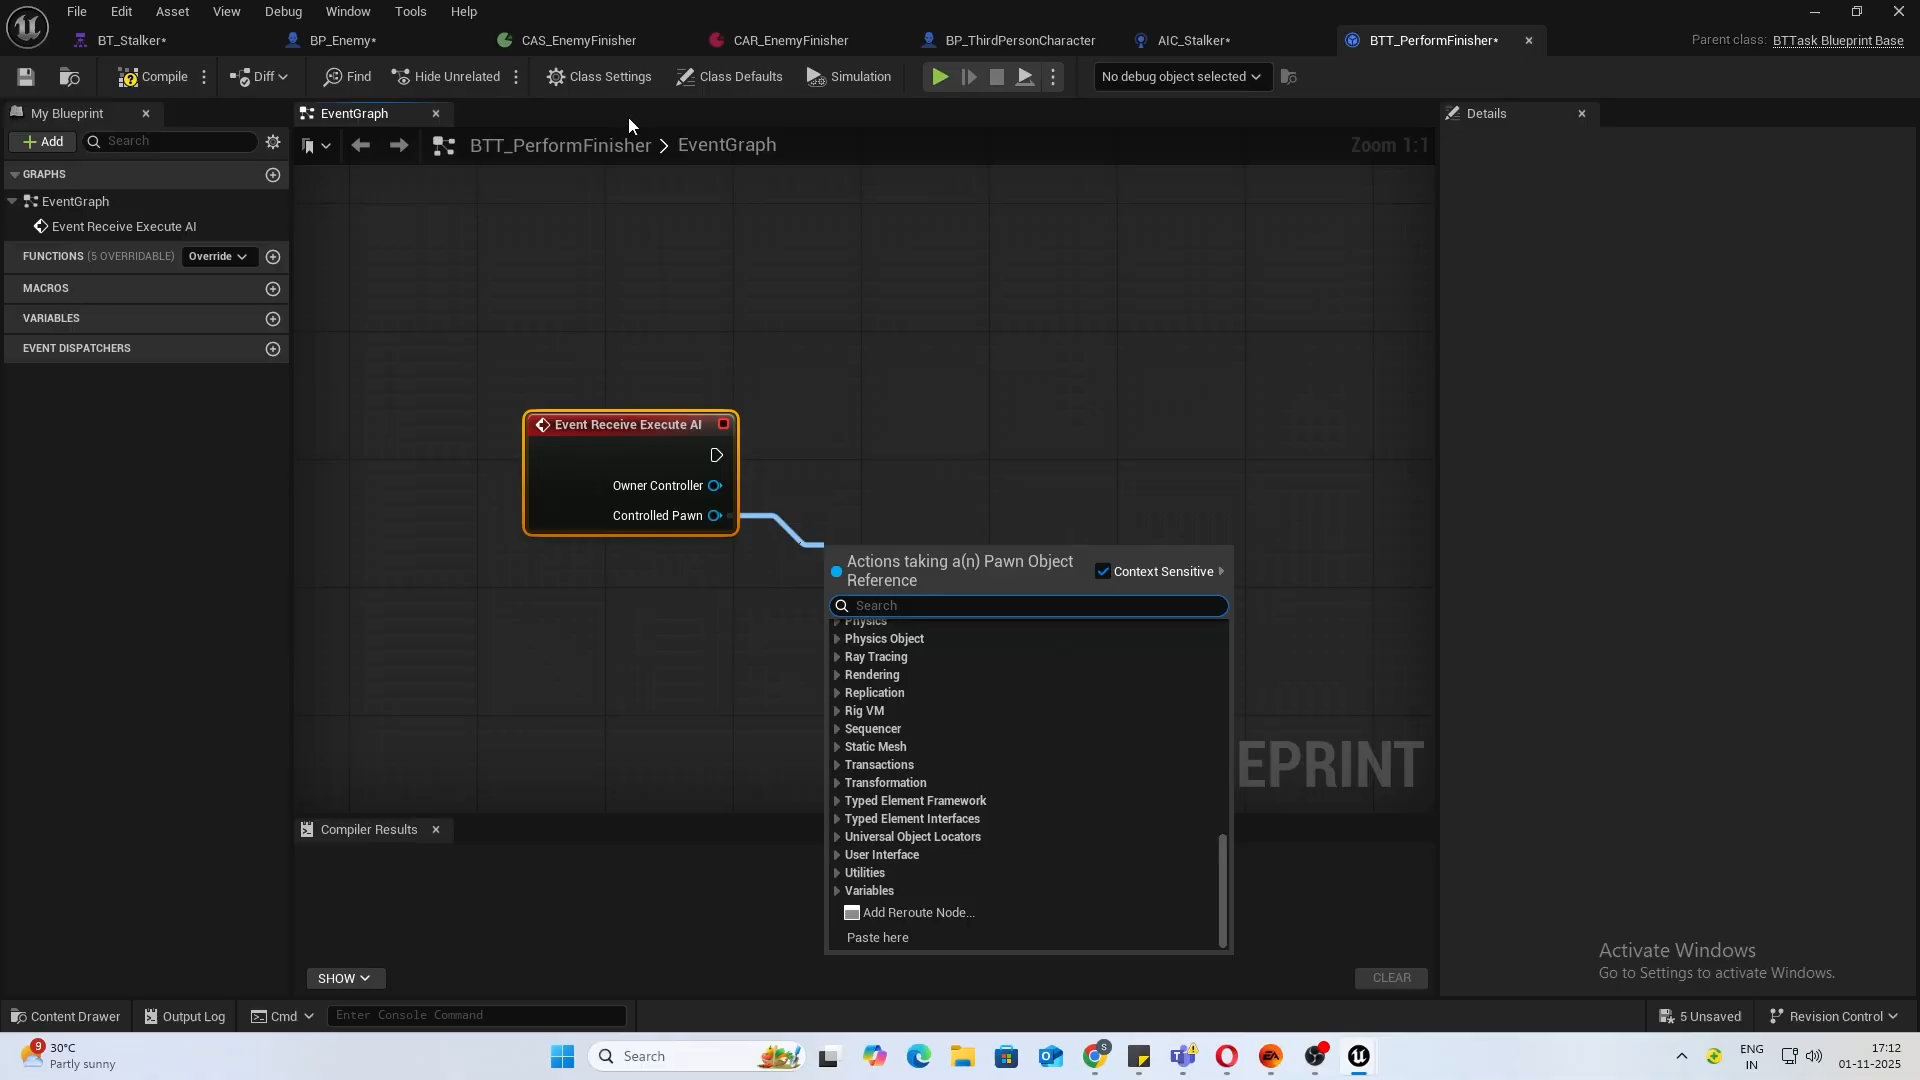 File Edit Asset View Debug Window Tools Help
BT_Stalker* BP_Enemy* CAS_EnemyFinisher CAR_EnemyFinisher BP_ThirdPersonCharacter AIC_Stalker* BTT_PerformFinisher* Parent class: BTTask Blueprint Base
Compile Diff Find Hide Unrelated Class Settings Class Defaults Simulation No debug object selected
My Blueprint EventGraph Details
Add Search
BTT_PerformFinisher > EventGraph Zoom 1:1
GRAPHS
EventGraph
Event Receive Execute AI
FUNCTIONS (5 OVERRIDABLE) Override
MACROS
VARIABLES
EVENT DISPATCHERS
Event Receive Execute AI
Owner Controller
Controlled Pawn
Actions taking a(n) Pawn Object
Reference
Context Sensitive
Search
Physics
Physics Object
Ray Tracing
Rendering
Replication
Rig VM
Sequencer
Static Mesh
Transactions
Transformation
Typed Element Framework
Typed Element Interfaces
Universal Object Locators
User Interface
Utilities
Variables
Add Reroute Node...
Paste here
EPRINT
Compiler Results
SHOW CLEAR
Activate Windows
Go to Settings to activate Windows.
Content Drawer Output Log Cmd Enter Console Command 5 Unsaved Revision Control
9 30°C
Partly sunny
Search
S
EA
ENG
IN
17:12
01-11-2025